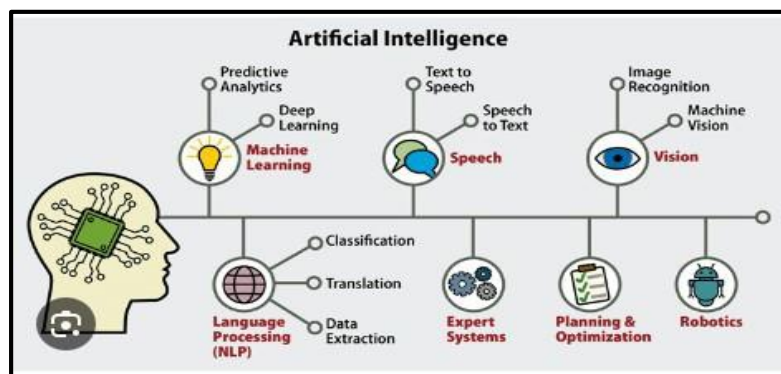 Artificial Intelligence
Predictive
Analytics
Deep
Learning
Machine
Learning
Text to
Speech
Speech
to Text
Speech
Image
Recognition
Machine
Vision
Vision
Classification
Translation
Data
Extraction
Language
Processing
(NLP)
Expert
Systems
Planning &
Optimization
Robotics